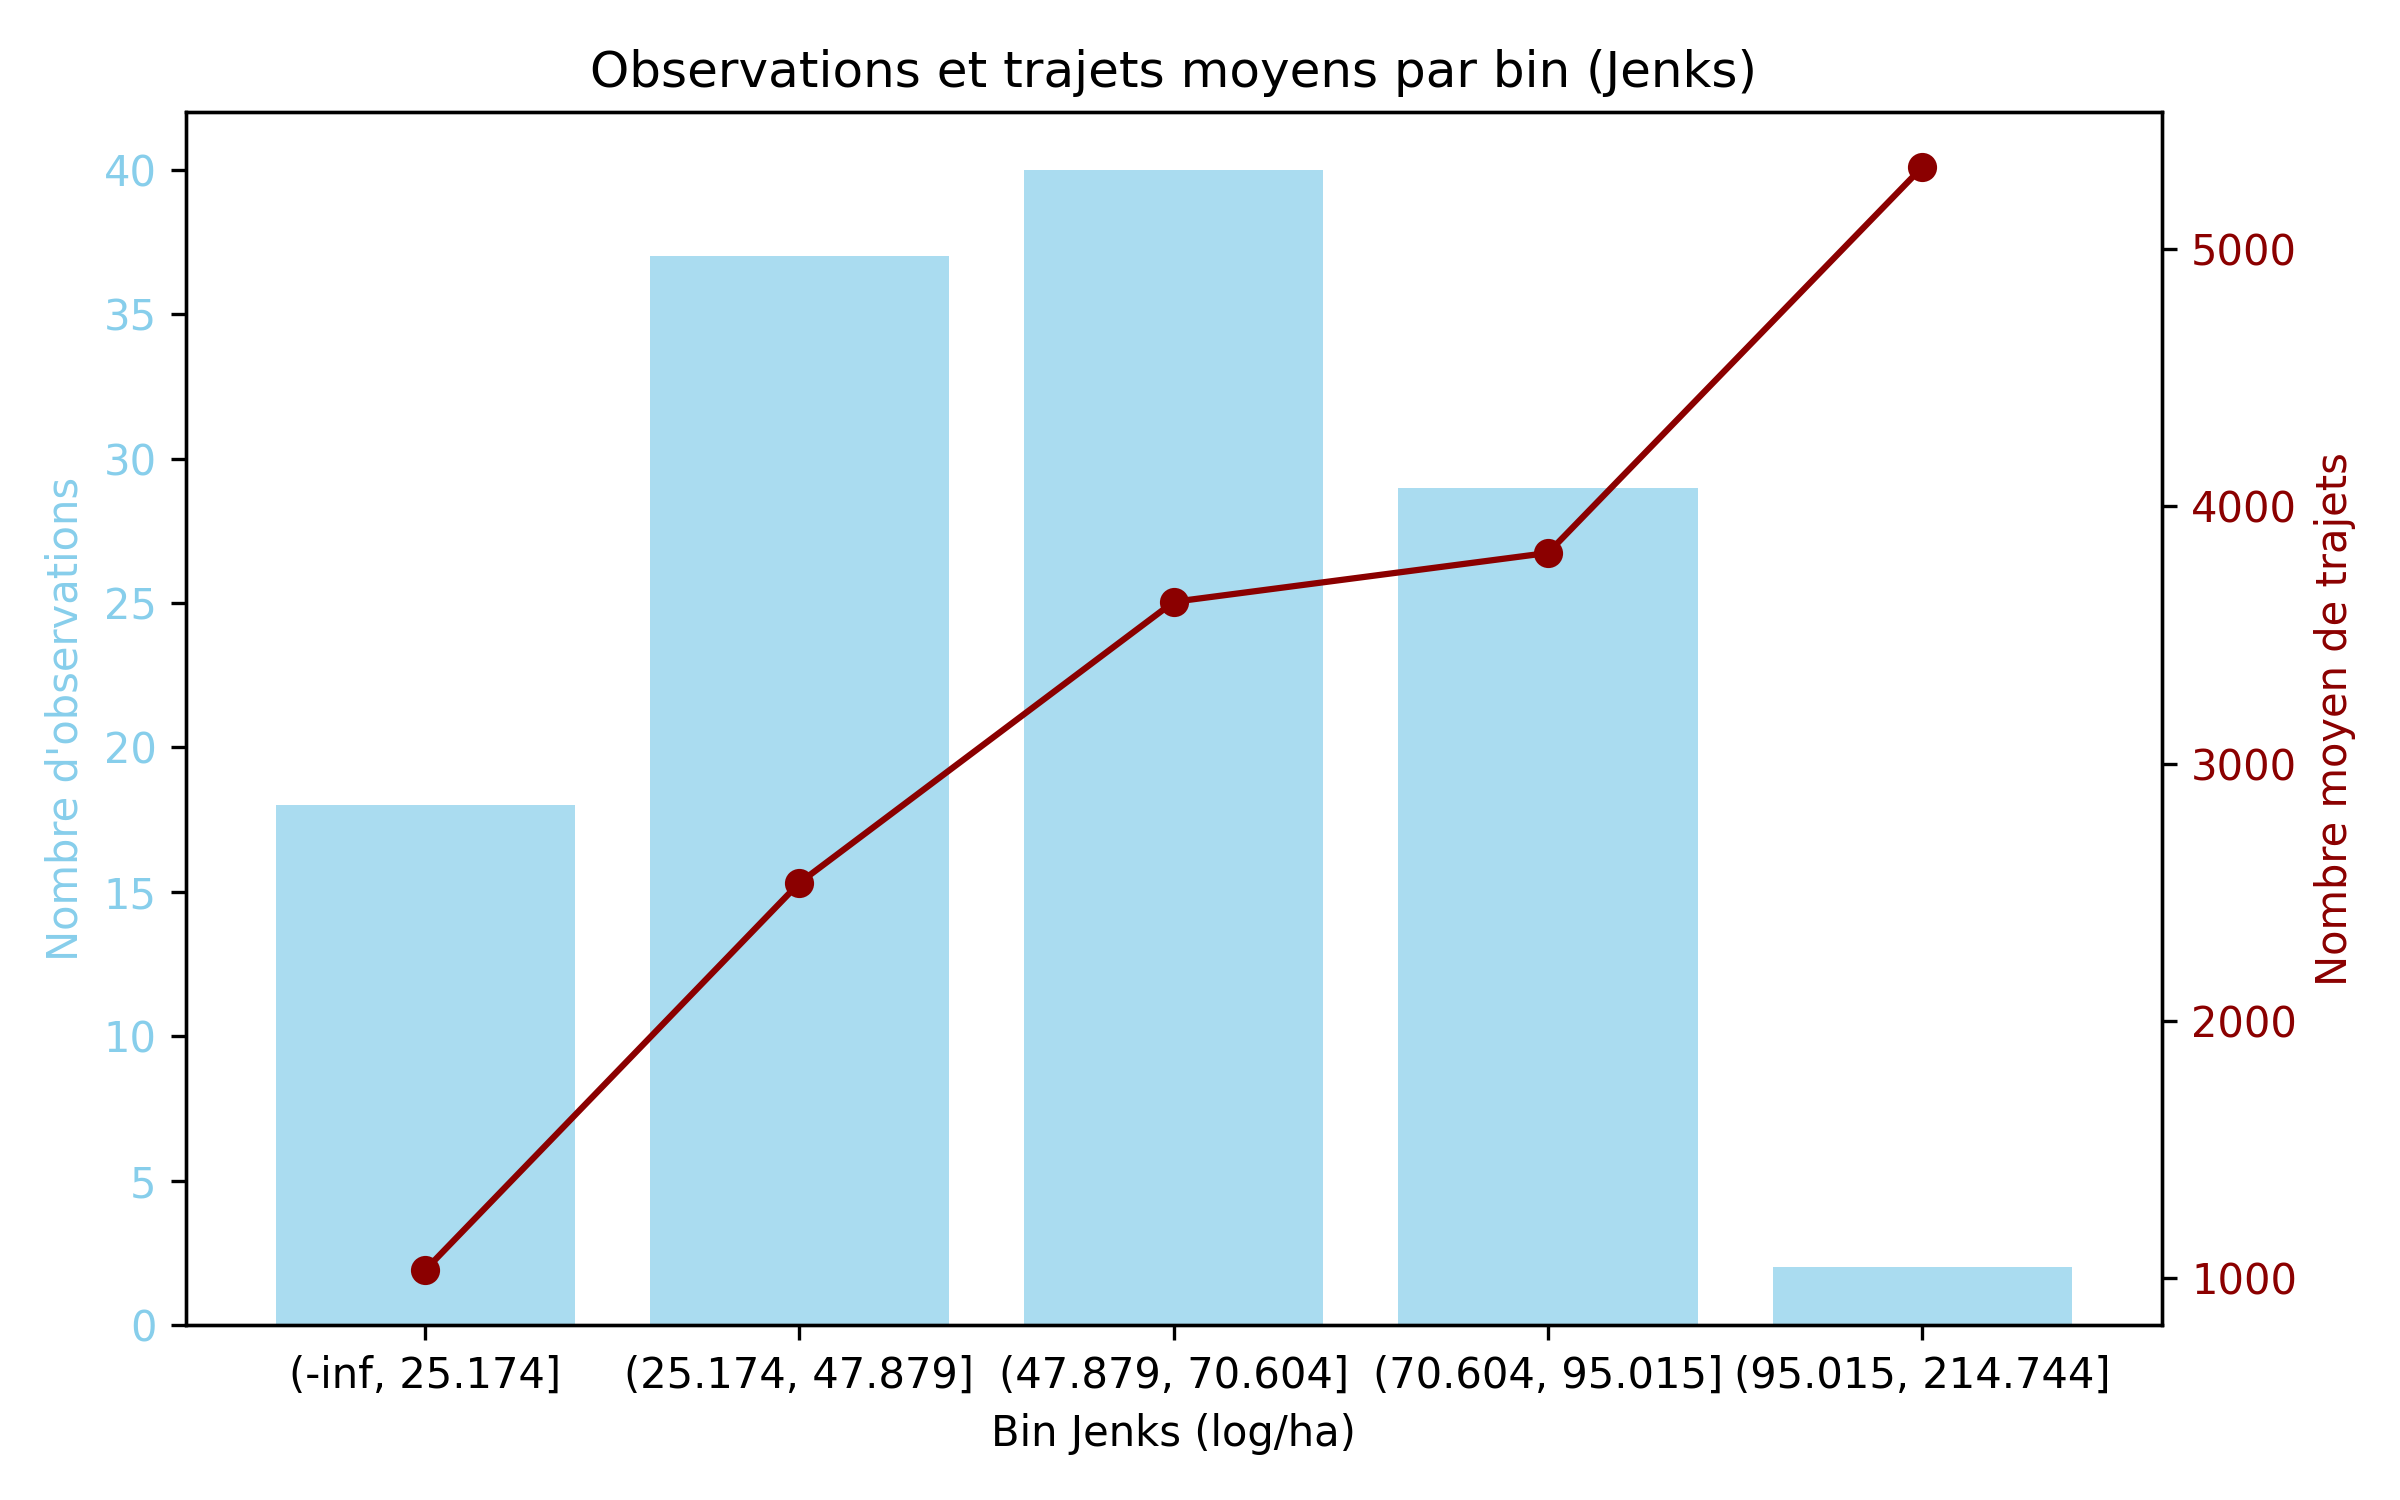 Observations et trajets moyens par bin (Jenks)
Nombre d'observations
40
35
30
25
20
15
10
5
0
5000
4000
3000
2000
1000
Nombre moyen de trajets
(-inf, 25.174] (25.174, 47.879] (47.879, 70.604] (70.604, 95.015] (95.015, 214.744]
Bin Jenks (log/ha)